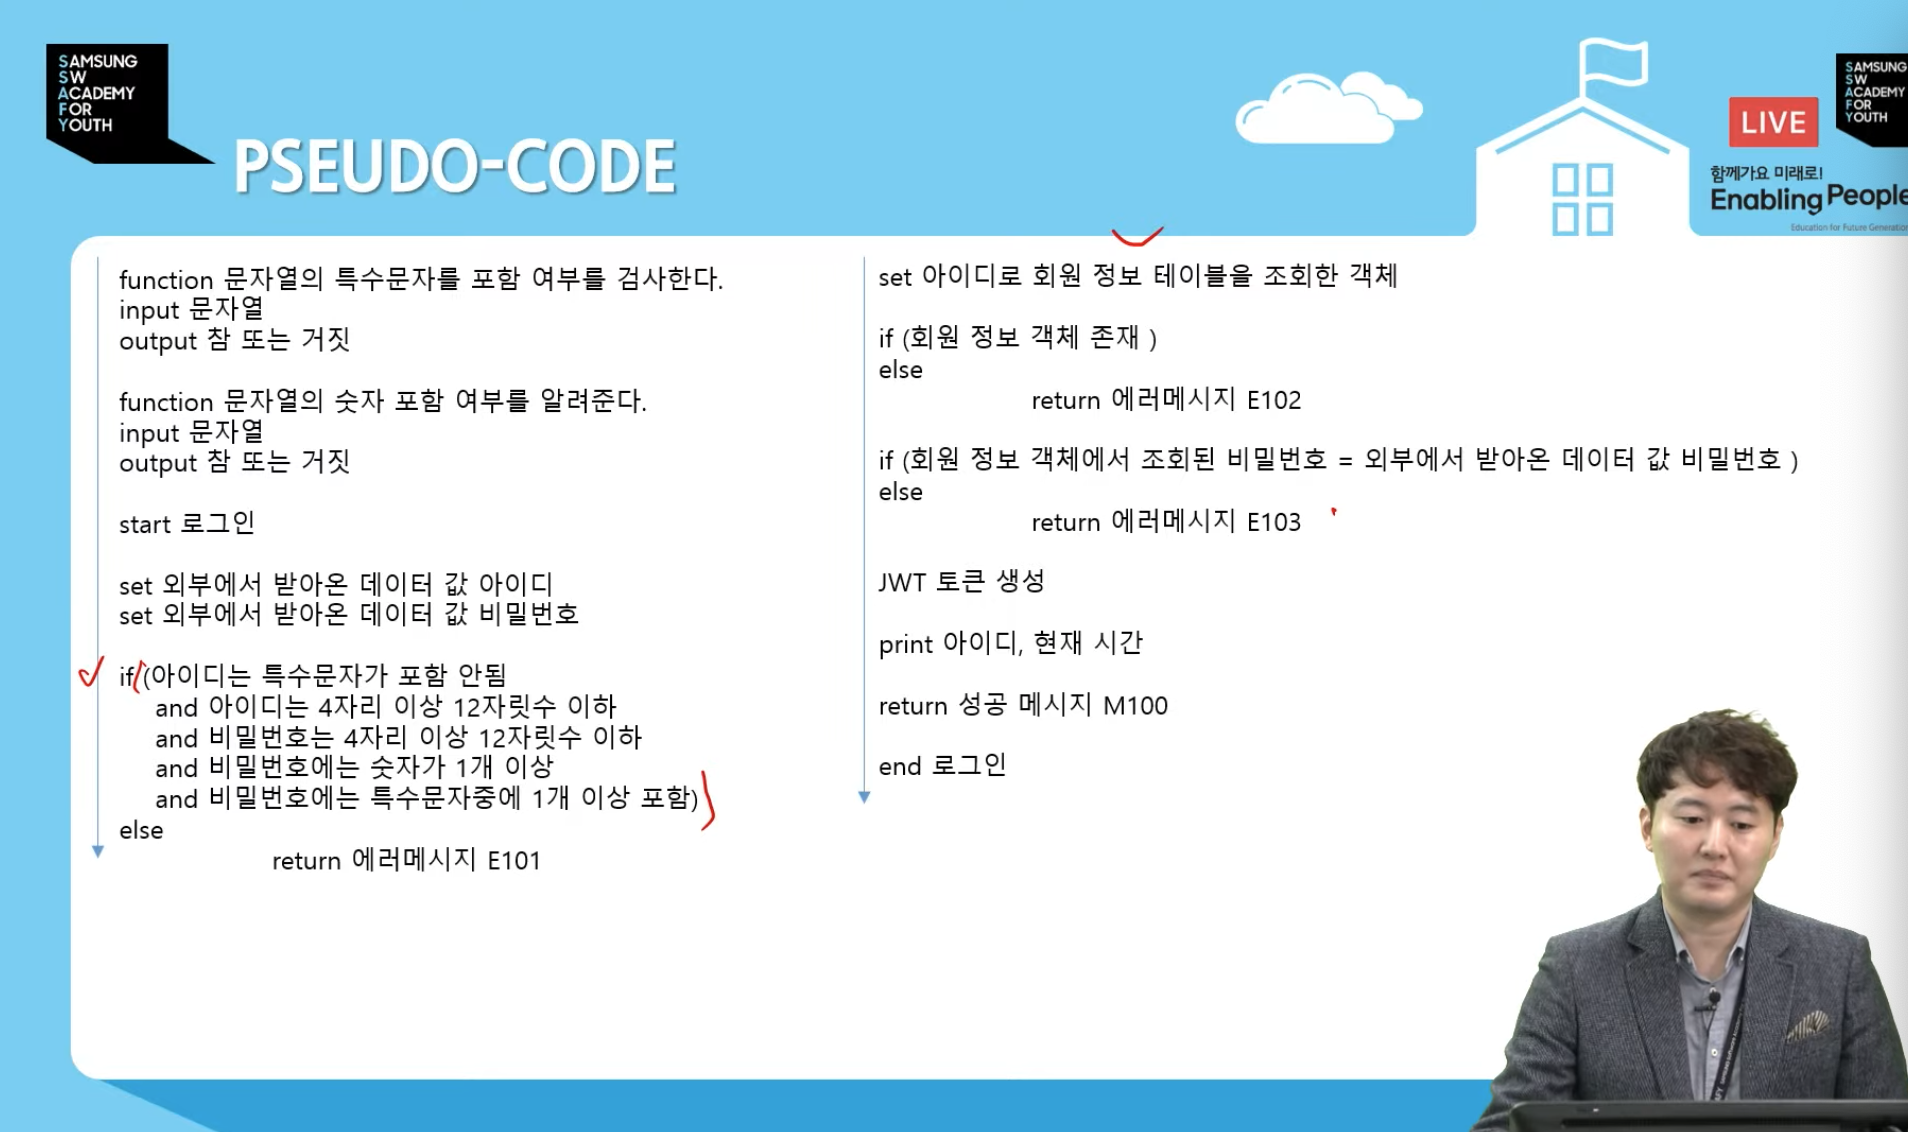 SAMSUNG
SW
ACADEMY
FOR
YOUTH
PSEUDO-CODE
LIVE
SAMSUNG
SW
ACADEMY
FOR
YOUTH
함께가요 미래로!
Enabling People
Education for Future Generation
function 문자열의 특수문자를 포함 여부를 검사한다.
input 문자열
output 참 또는 거짓
function 문자열의 숫자 포함 여부를 알려준다.
input 문자열
output 참 또는 거짓
start 로그인
set 외부에서 받아온 데이터 값 아이디
set 외부에서 받아온 데이터 값 비밀번호
if (아이디는 특수문자가 포함 안됨
and 아이디는 4자리 이상 12자릿수 이하
and 비밀번호는 4자리 이상 12자릿수 이하
and 비밀번호에는 숫자가 1개 이상
and 비밀번호에는 특수문자중에 1개 이상 포함)
else
return 에러메시지 E101
set 아이디로 회원 정보 테이블을 조회한 객체
if (회원 정보 객체 존재 )
else
return 에러메시지 E102
if (회원 정보 객체에서 조회된 비밀번호 = 외부에서 받아온 데이터 값 비밀번호 )
else
return 에러메시지 E103
JWT 토큰 생성
print 아이디, 현재 시간
return 성공 메시지 M100
end 로그인